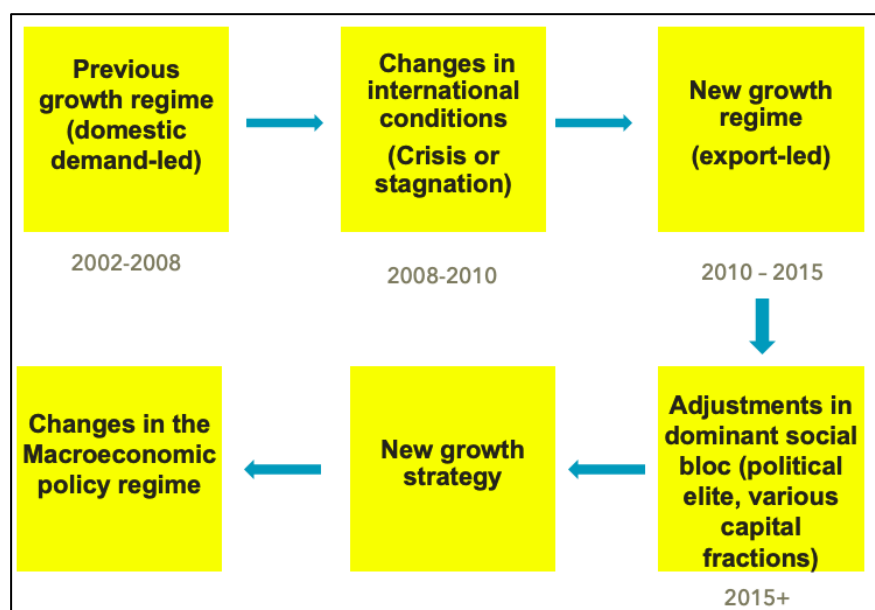 Previous
growth regime
(domestic
demand-led)
2002-2008
Changes in
international
conditions
(Crisis or
stagnation)
2008-2010
New growth
regime
(export-led)
2010 – 2015
Adjustments in
dominant social
bloc (political
elite, various
capital
fractions)
2015+
New growth
strategy
Changes in the
Macroeconomic
policy regime